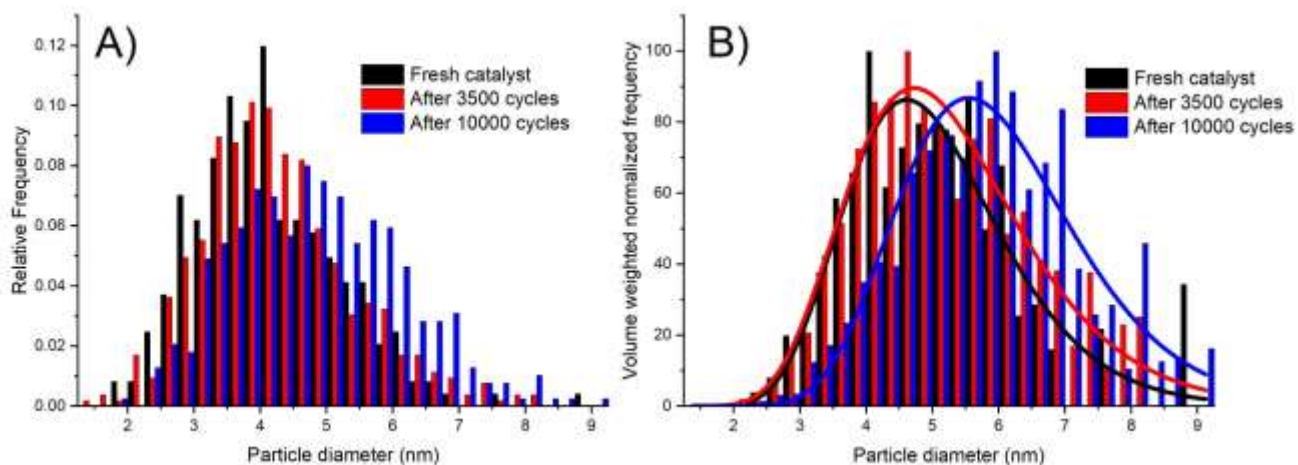 A)
Fresh catalyst
After 3500 cycles
After 10000 cycles
Relative Frequency
0.12
0.10
0.08
0.06
0.04
0.02
0.00
2 3 4 5 6 7 8 9
Particle diameter (nm)
B)
Fresh catalyst
After 3500 cycles
After 10000 cycles
Volume weighted normalized frequency
100
80
60
40
20
0
2 3 4 5 6 7 8 9
Particle diameter (nm)